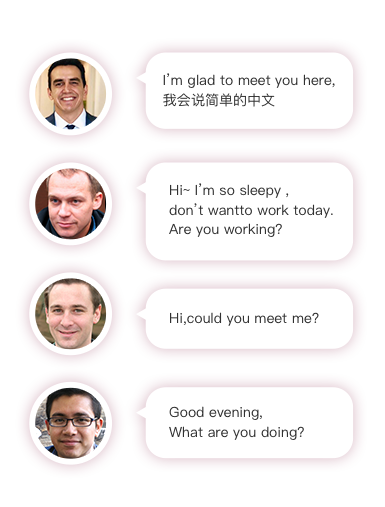 I'm glad to meet you here,
我会说简单的中文
Hi~ I'm so sleepy ,
don't wantto work today.
Are you working?
Hi,could you meet me?
Good evening,
What are you doing?